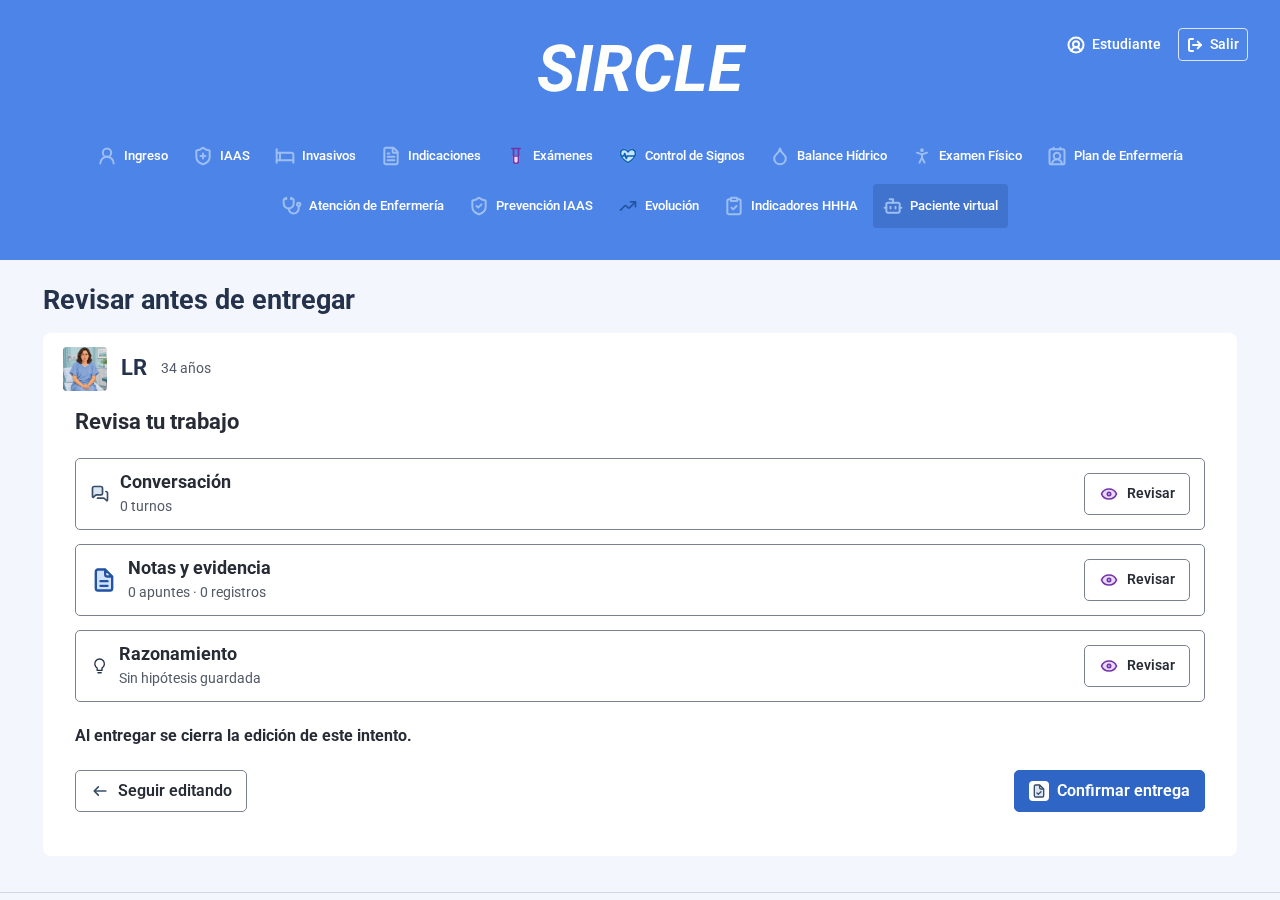 SIRCLE
Estudiante
Salir
Ingreso
IAAS
Invasivos
Indicaciones
Exámenes
Control de Signos
Balance Hídrico
Examen Físico
Plan de Enfermería
Atención de Enfermería
Prevención IAAS
Evolución
Indicadores HHHA
Paciente virtual
Revisar antes de entregar
LR 34 años
Revisa tu trabajo
Conversación
0 turnos
Revisar
Notas y evidencia
0 apuntes · 0 registros
Revisar
Razonamiento
Sin hipótesis guardada
Revisar
Al entregar se cierra la edición de este intento.
Seguir editando
Confirmar entrega